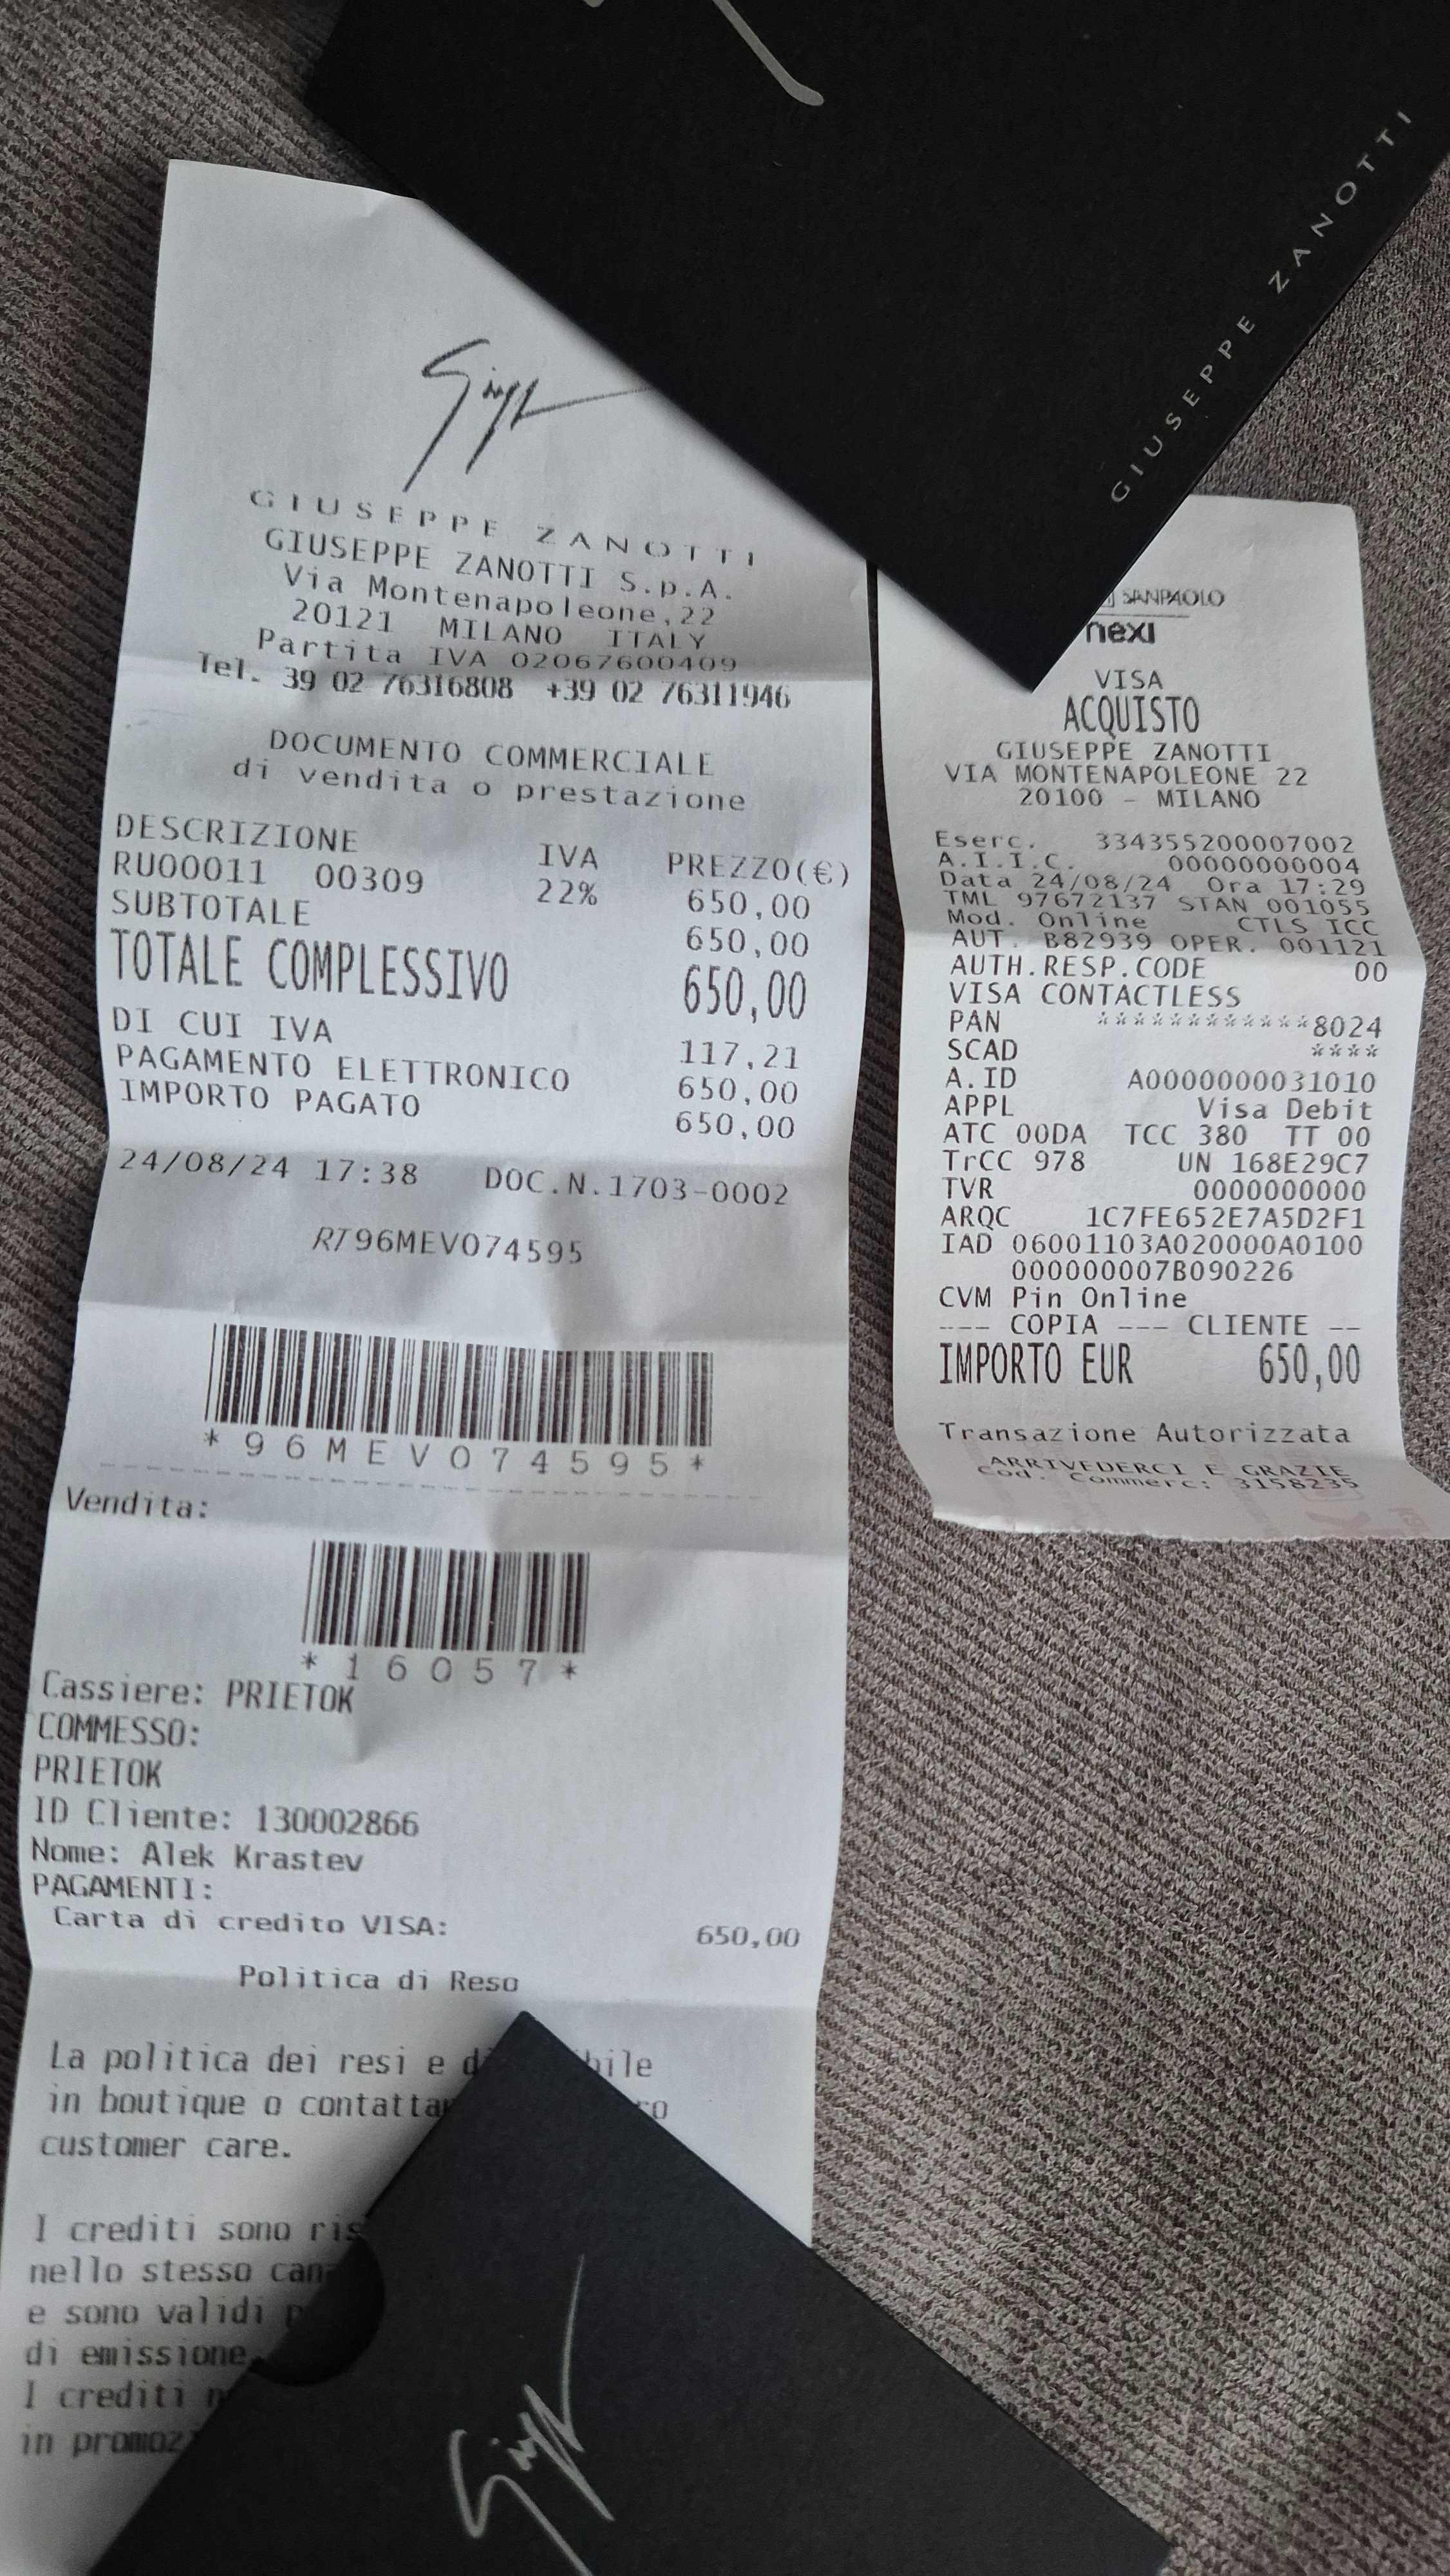 GIUSEPPE ZANOTTI
GIUSEPPE ZANOTTI
GIUSEPPE ZANOTTI S.p.A.
Via Montenapoleone,22
20121 MILANO ITALY
Partita IVA 02067600409
Tel. 39 02 76316808 +39 02 76311946
DOCUMENTO COMMERCIALE
di vendita o prestazione
DESCRIZIONE IVA PREZZO(€)
RU00011 00309 22% 650,00
SUBTOTALE 650,00
TOTALE COMPLESSIVO 650,00
DI CUI IVA 117,21
PAGAMENTO ELETTRONICO 650,00
IMPORTO PAGATO 650,00
24/08/24 17:38 DOC.N.1703-0002
RT96MEV074595
*96MEV074595*
Vendita:
*16057*
Cassiere: PRIETOK
COMMESSO:
PRIETOK
ID Cliente: 130002866
Nome: Alek Krastev
PAGAMENTI:
Carta di credito VISA: 650,00
Politica di Reso
La politica dei resi e
in boutique o
customer care.
I crediti sono
nello stesso
e sono validi
di emissione.
I crediti
in
SANPAOLO
nexi
VISA
ACQUISTO
GIUSEPPE ZANOTTI
VIA MONTENAPOLEONE 22
20100 - MILANO
Eserc. 334355200007002
A.I.I.C. 00000000004
Data 24/08/24 Ora 17:29
TML 97672137 STAN 001055
Mod. Online CTLS ICC
AUT. B82939 OPER. 001121
AUTH.RESP.CODE 00
VISA CONTACTLESS
PAN ************8024
SCAD ****
A.ID A0000000031010
APPL Visa Debit
ATC 00DA TCC 380 TT 00
TrCC 978 UN 168E29C7
TVR 0000000000
ARQC 1C7FE652E7A5D2F1
IAD 06001103A020000A0100
000000007B090226
CVM Pin Online
--- COPIA --- CLIENTE --
IMPORTO EUR 650,00
Transazione Autorizzata
ARRIVEDERCI E GRAZIE
Cod. Commerc: 3158235